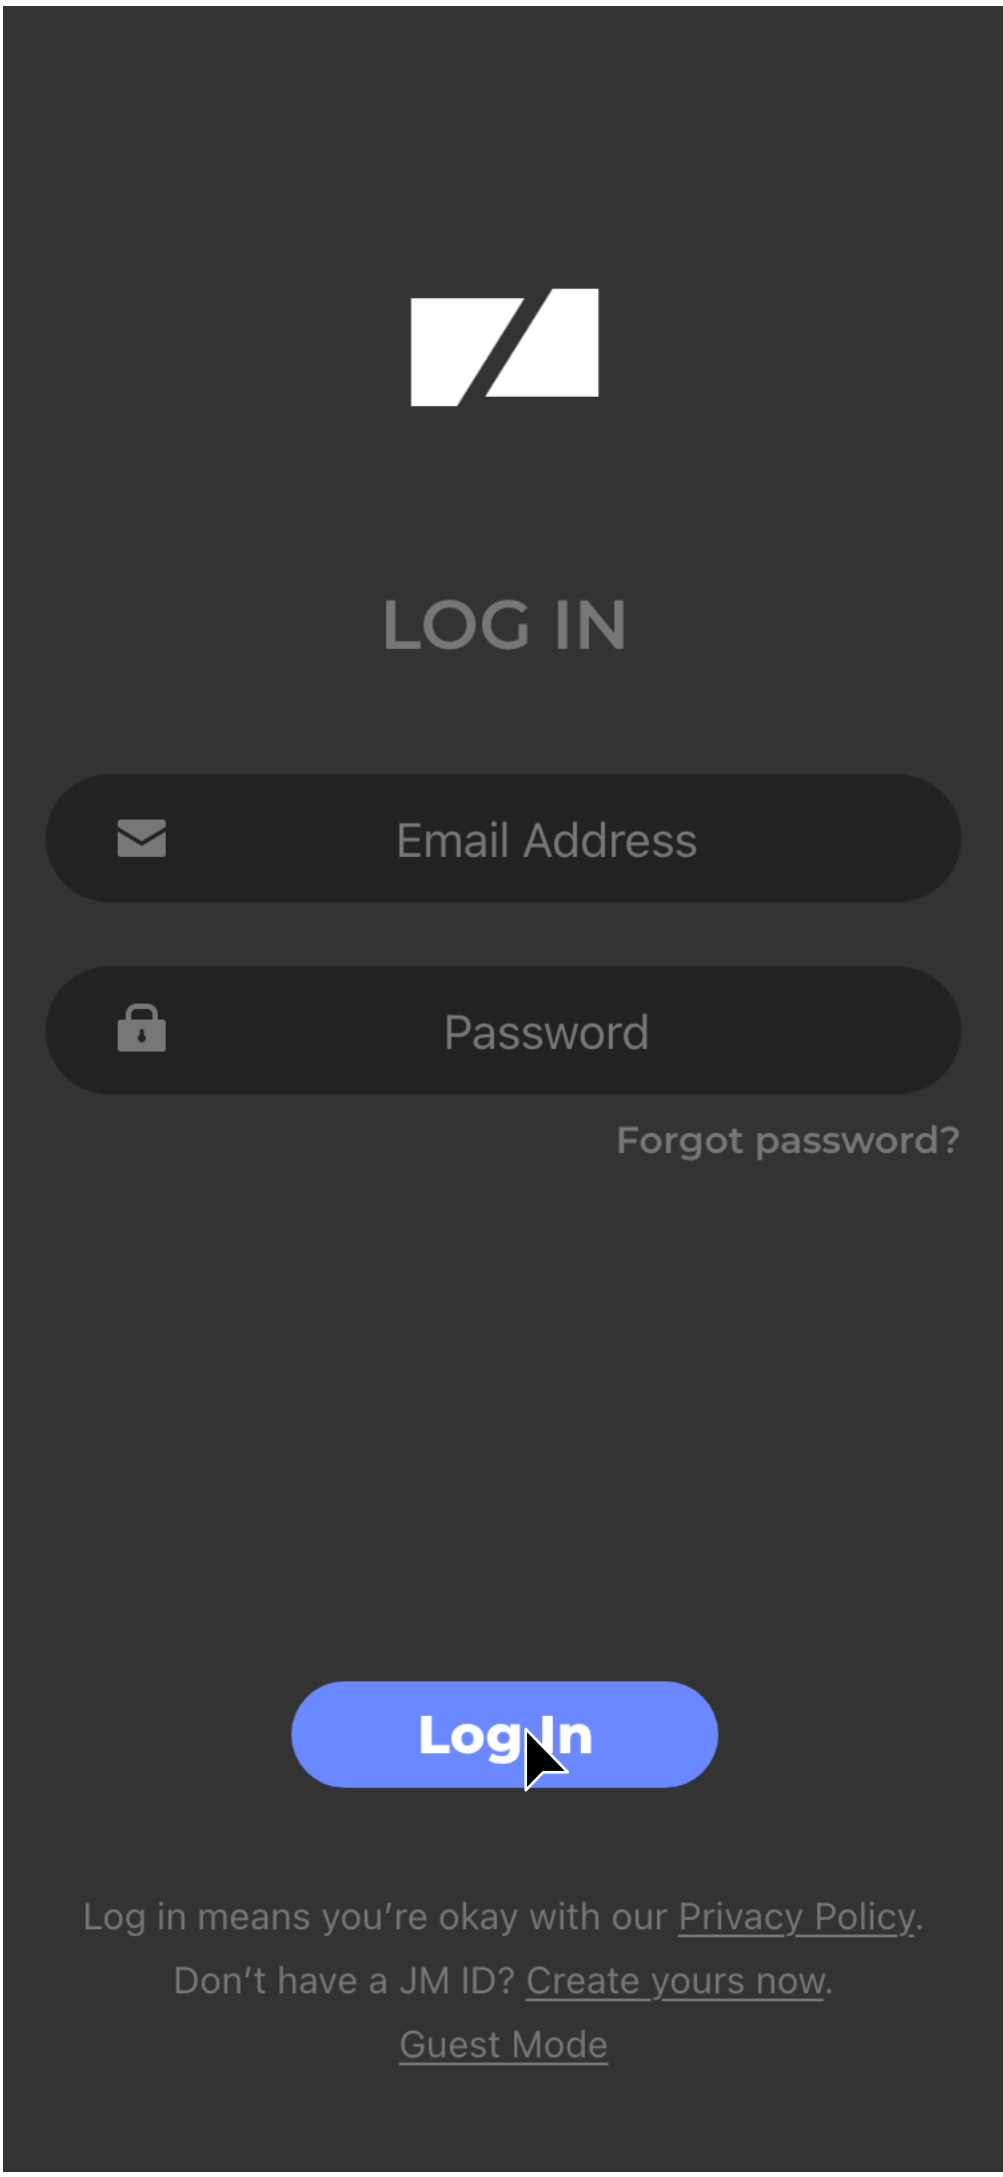 LOG IN
Email Address
Password
Forgot password?
Log In
Log in means you’re okay with our Privacy Policy.
Don’t have a JM ID? Create yours now.
Guest Mode